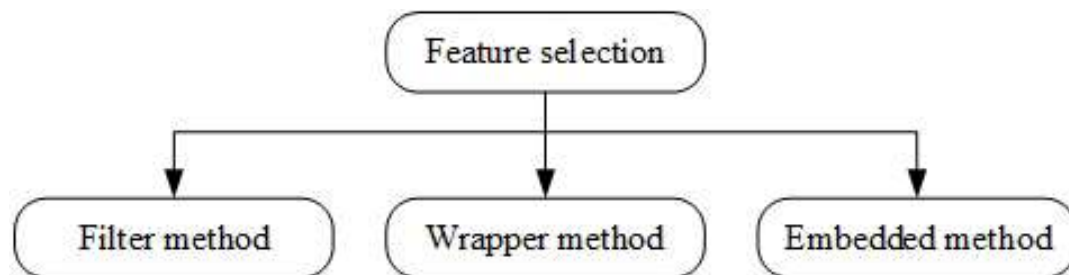 Feature selection
Filter method
Wrapper method
Embedded method